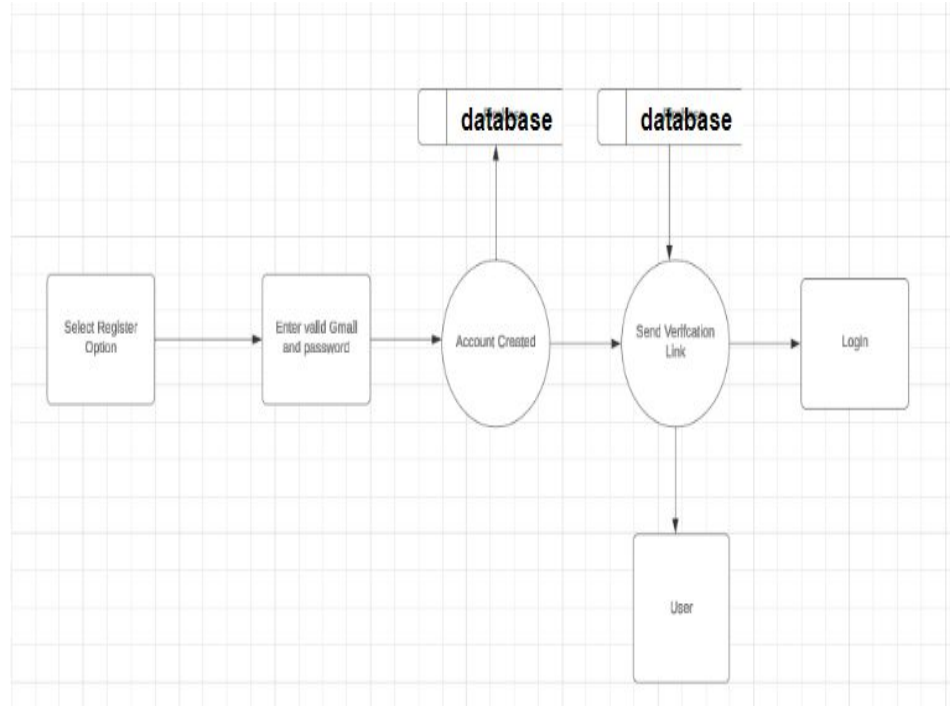 database
database
Select Register
Option
Enter valid Gmail
and password
Account Created
Send Verifcation
Link
Login
User